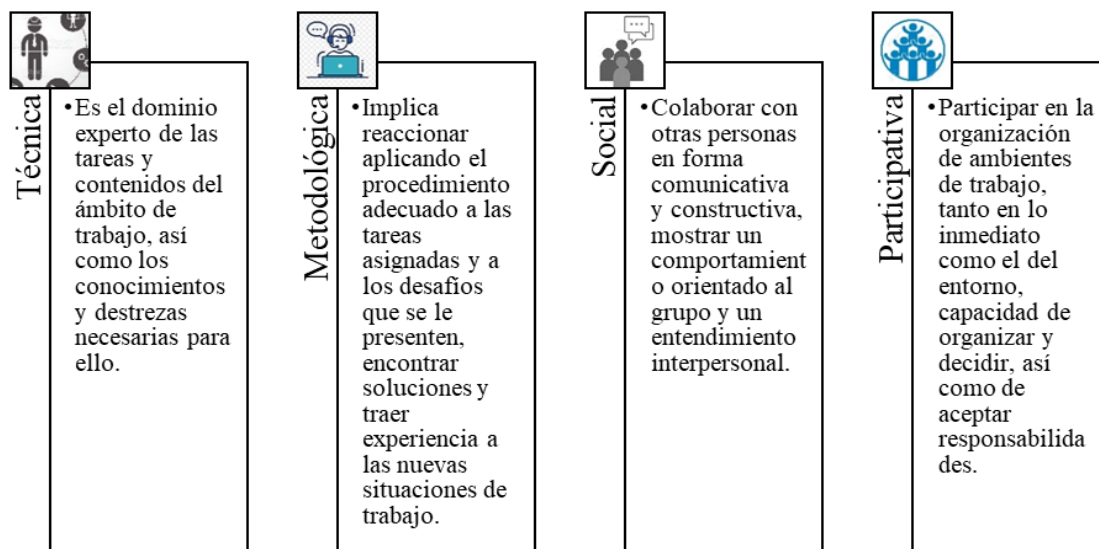 Técnica
•Es el dominio
experto de las
tareas y
contenidos del
ámbito de
trabajo, así
como los
conocimientos
y destrezas
necesarias para
ello.
Metodológica
•Implica
reaccionar
aplicando el
procedimiento
adecuado a las
tareas
asignadas y a
los desafíos
que se le
presenten,
encontrar
soluciones y
traer
experiencia a
las nuevas
situaciones de
trabajo.
Social
•Colaborar con
otras personas
en forma
comunicativa
y constructiva,
mostrar un
comportamient
o orientado al
grupo y un
entendimiento
interpersonal.
Participativa
•Participar en la
organización
de ambientes
de trabajo,
tanto en lo
inmediato
como el del
entorno,
capacidad de
organizar y
decidir, así
como de
aceptar
responsabilida
des.